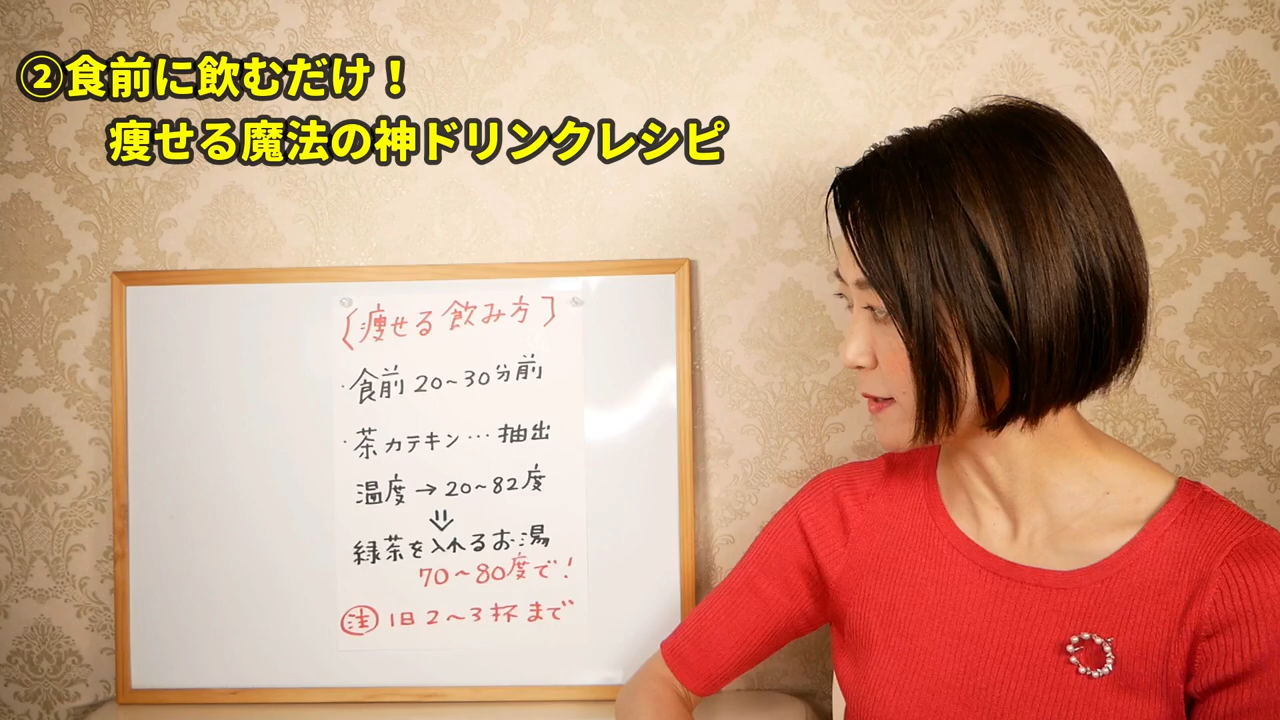 ②食前に飲むだけ！
痩せる魔法の神ドリンクレシピ
〔痩せる飲み方〕
・食前20～30分前
・茶カテキン…抽出
温度→20～82度
⇓
緑茶を入れるお湯
70～80度で！
㊟1日2～3杯まで